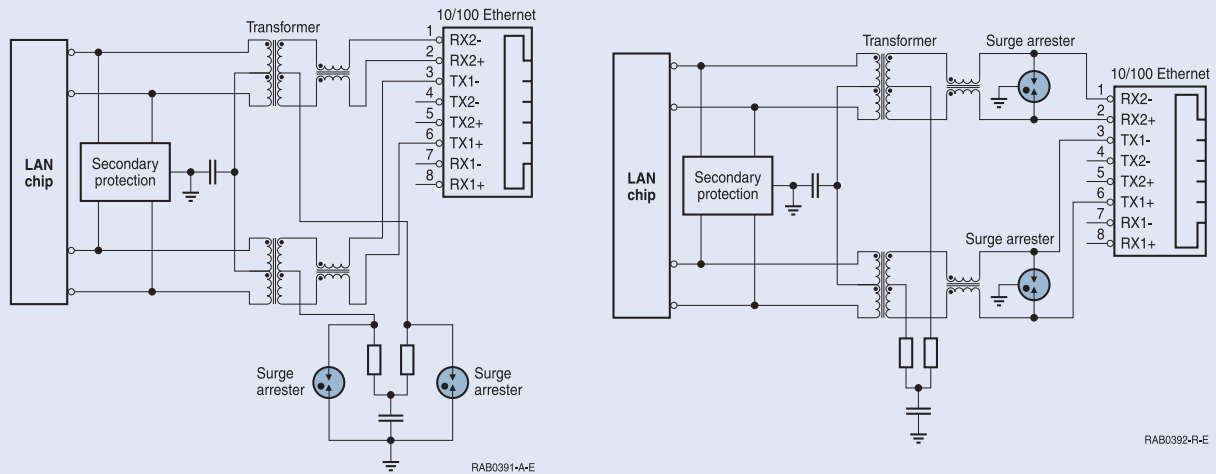 10/100 Ethernet
Transformer
1 RX2-
2 RX2+
3 TX1-
4 TX2-
5 TX2+
6 TX1+
7 RX1-
8 RX1+
LAN
chip
Secondary
protection
Surge
arrester
Surge
arrester
RAB0391-A-E
Transformer
Surge arrester
10/100 Ethernet
1 RX2-
2 RX2+
3 TX1-
4 TX2-
5 TX2+
6 TX1+
7 RX1-
8 RX1+
LAN
chip
Secondary
protection
Surge arrester
RAB0392-R-E